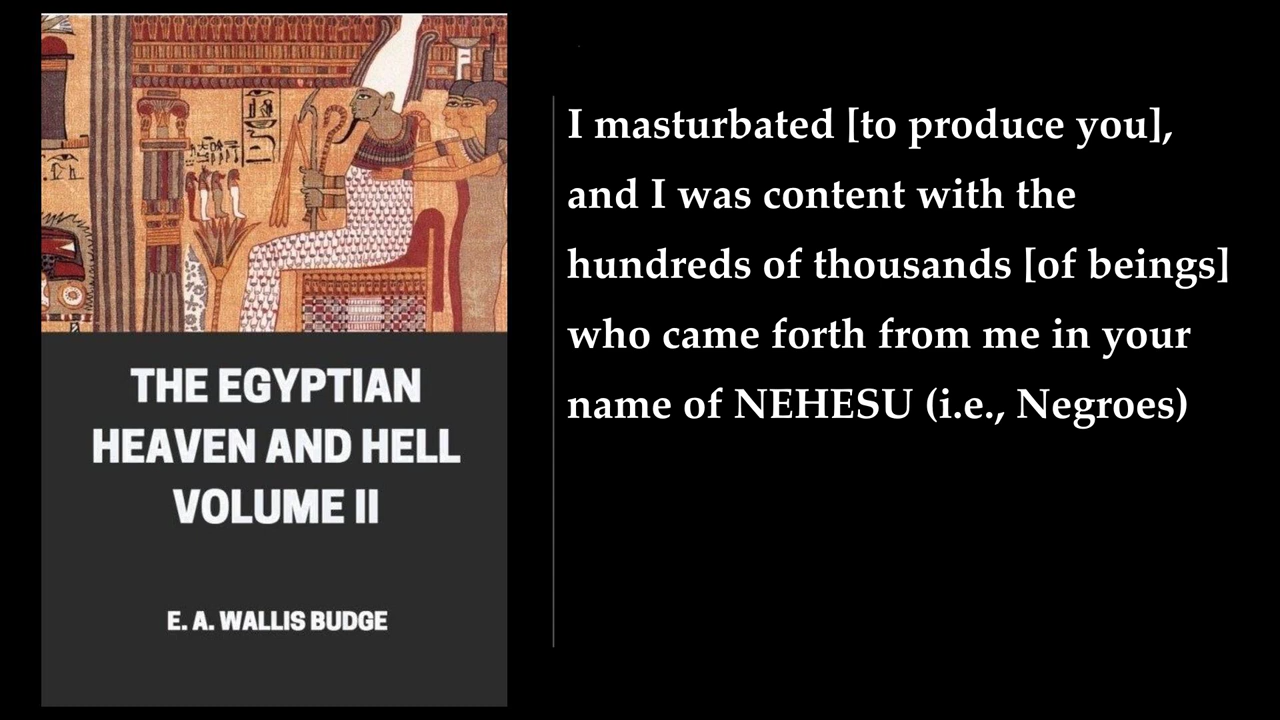 THE EGYPTIAN
HEAVEN AND HELL
VOLUME II
E. A. WALLIS BUDGE
I masturbated [to produce you],
and I was content with the
hundreds of thousands [of beings]
who came forth from me in your
name of NEHESU (i.e., Negroes)